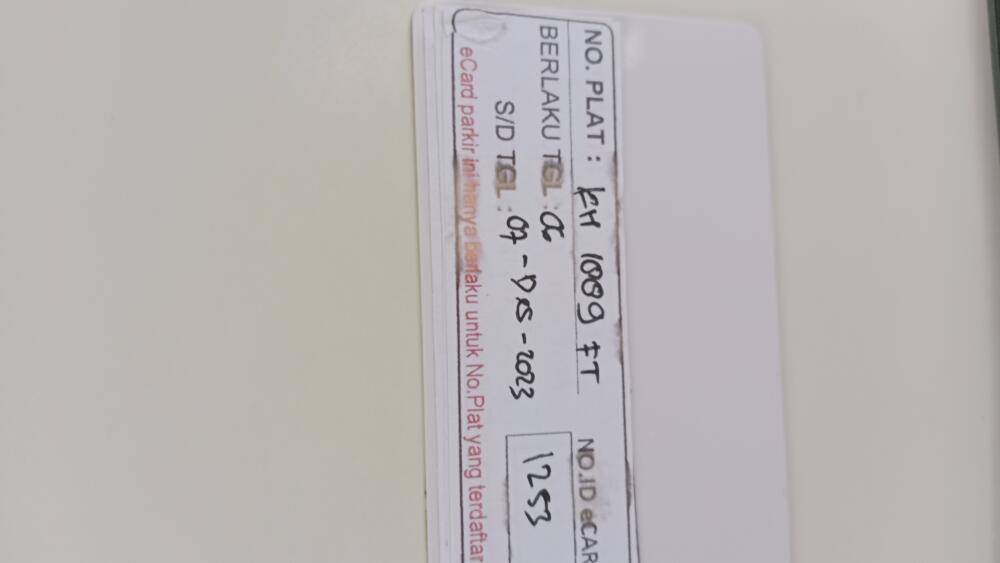 NO. PLAT : KH 1009 FT
BERLAKU TGL :
S/D TGL : 07 - Des - 2023
NO.ID eCAR
1253
eCard parkir ini hanya berlaku untuk No.Plat yang terdaftar